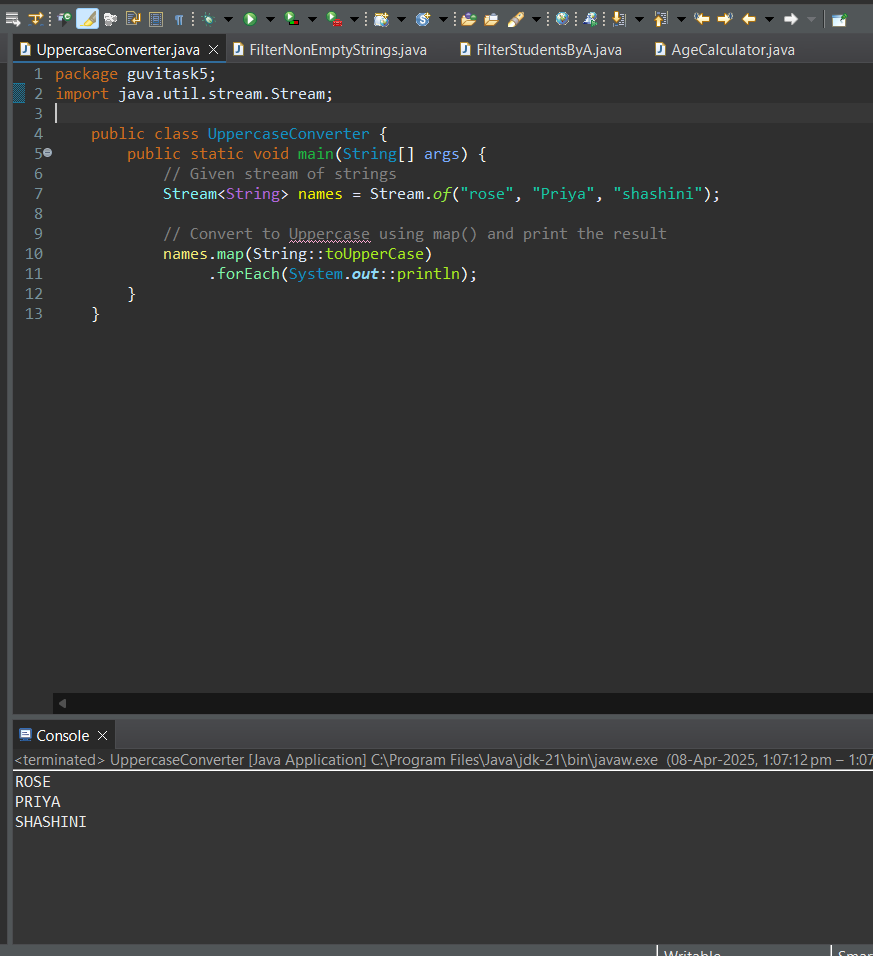 UppercaseConverter.java FilterNonEmptyStrings.java FilterStudentsByA.java AgeCalculator.java
1 package guvitask5;
2 import java.util.stream.Stream;
3
4 public class UppercaseConverter {
5 public static void main(String[] args) {
6 // Given stream of strings
7 Stream<String> names = Stream.of("rose", "Priya", "shashini");
8
9 // Convert to Uppercase using map() and print the result
10 names.map(String::toUpperCase)
11 .forEach(System.out::println);
12 }
13 }
Console
<terminated> UppercaseConverter [Java Application] C:\Program Files\Java\jdk-21\bin\javaw.exe (08-Apr-2025, 1:07:12 pm – 1:07
ROSE
PRIYA
SHASHINI
Writable